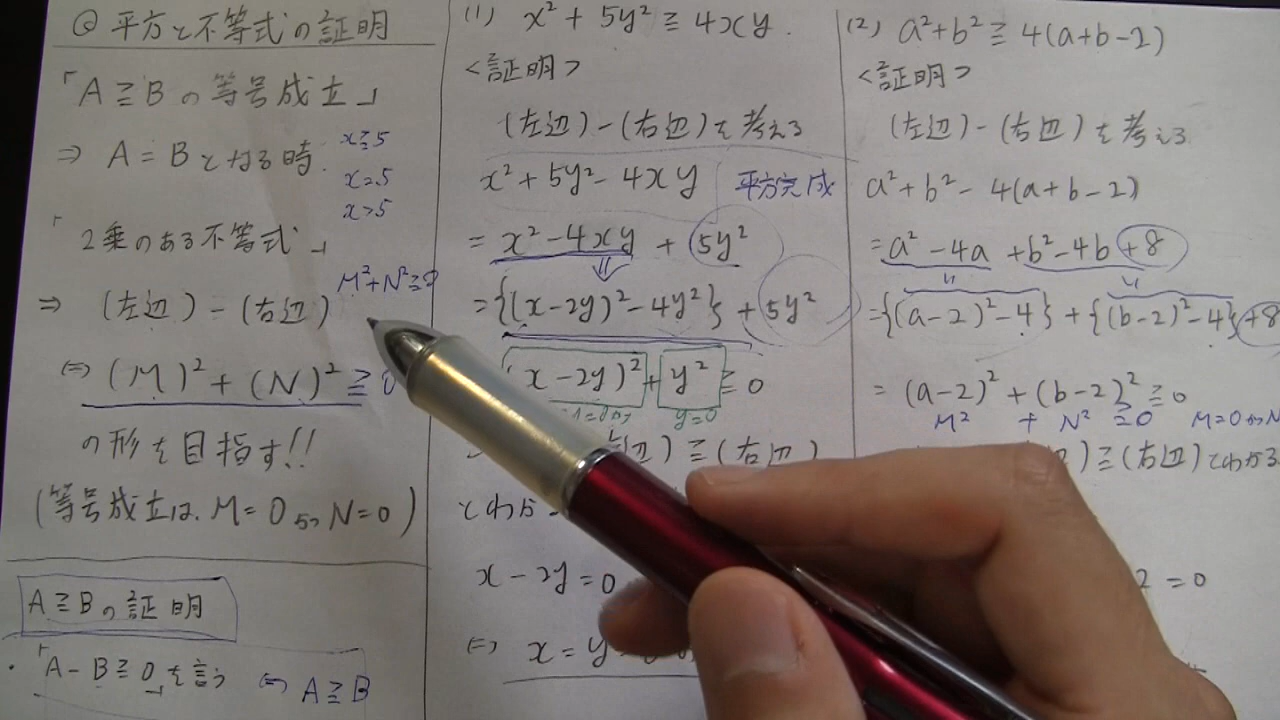 ◎平方と不等式の証明
「A≧Bの等号成立」
⇒ A=Bとなる時.
x≧5
x=5
x>5
「2乗のある不等式」
⇒ (左辺)-(右辺)
M²+N²≧0
⇔ (M)²+(N)²≧0
の形を目指す!!
(等号成立は、M=0かつN=0)
A≧Bの証明
・「A-B≧0」を言う ⇔ A≧B
(1) x²+5y²≧4xy.
<証明>
(左辺)-(右辺)を考える
x²+5y²-4xy 平方完成
=x²-4xy+5y²
={(x-2y)²-4y²}+5y²
x-2y)²+y²≧0
y=0
≧(右辺)
とわか
x-2y=0
⇔ x=y
(2) a²+b²≧4(a+b-2)
<証明>
(左辺)-(右辺)を考える
a²+b²-4(a+b-2)
=a²-4a+b²-4b+8
={(a-2)²-4}+{(b-2)²-4}+8
=(a-2)²+(b-2)²≧0
M² + N² ≧0 M=0かつN
)≧(右辺)とわかる
2=0